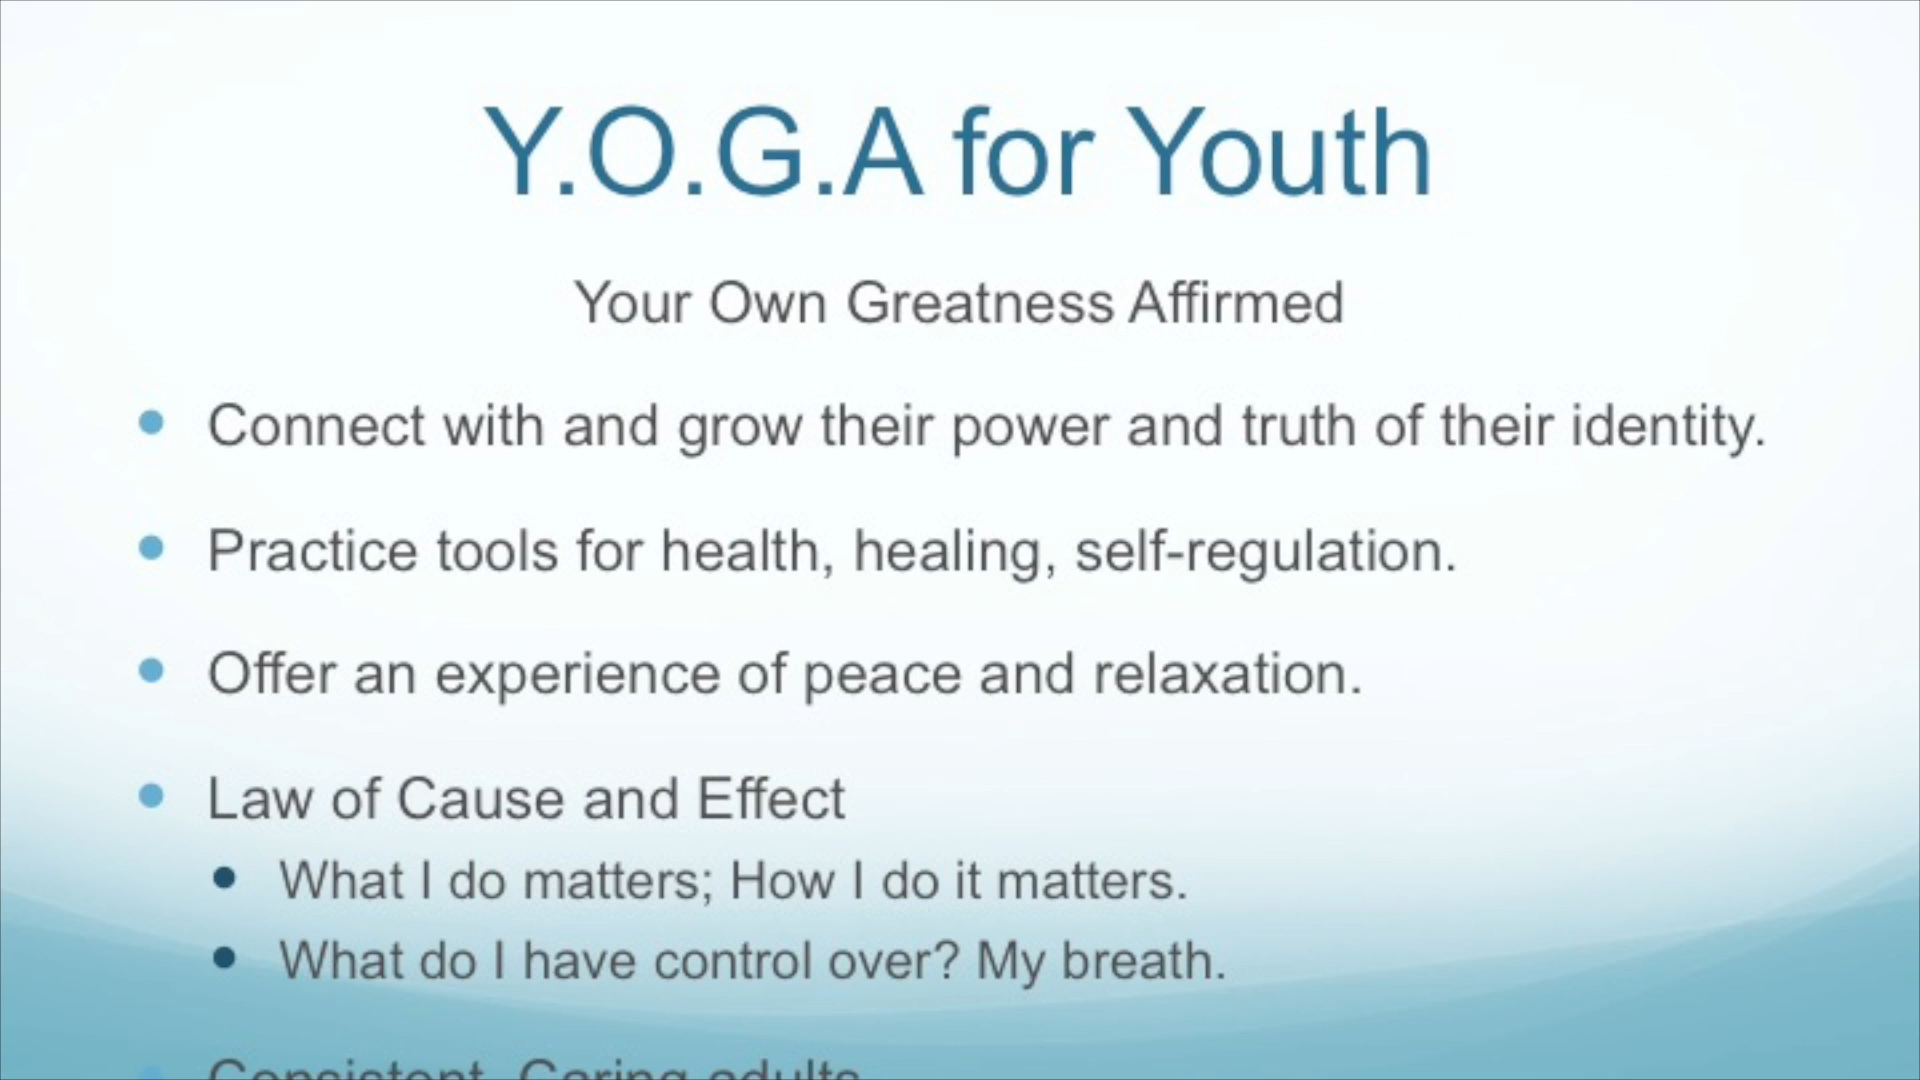 Y.O.G.A for Youth
Your Own Greatness Affirmed
Connect with and grow their power and truth of their identity.
Practice tools for health, healing, self-regulation.
Offer an experience of peace and relaxation.
Law of Cause and Effect
What I do matters; How I do it matters.
What do I have control over? My breath.
Consistent, Caring adults